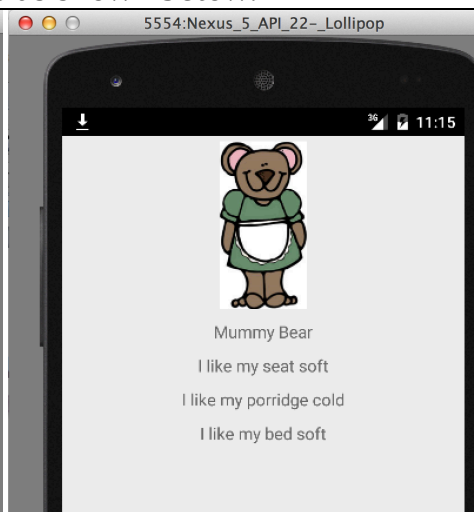 5554:Nexus_5_API_22-_Lollipop
3G 11:15
Mummy Bear
I like my seat soft
I like my porridge cold
I like my bed soft